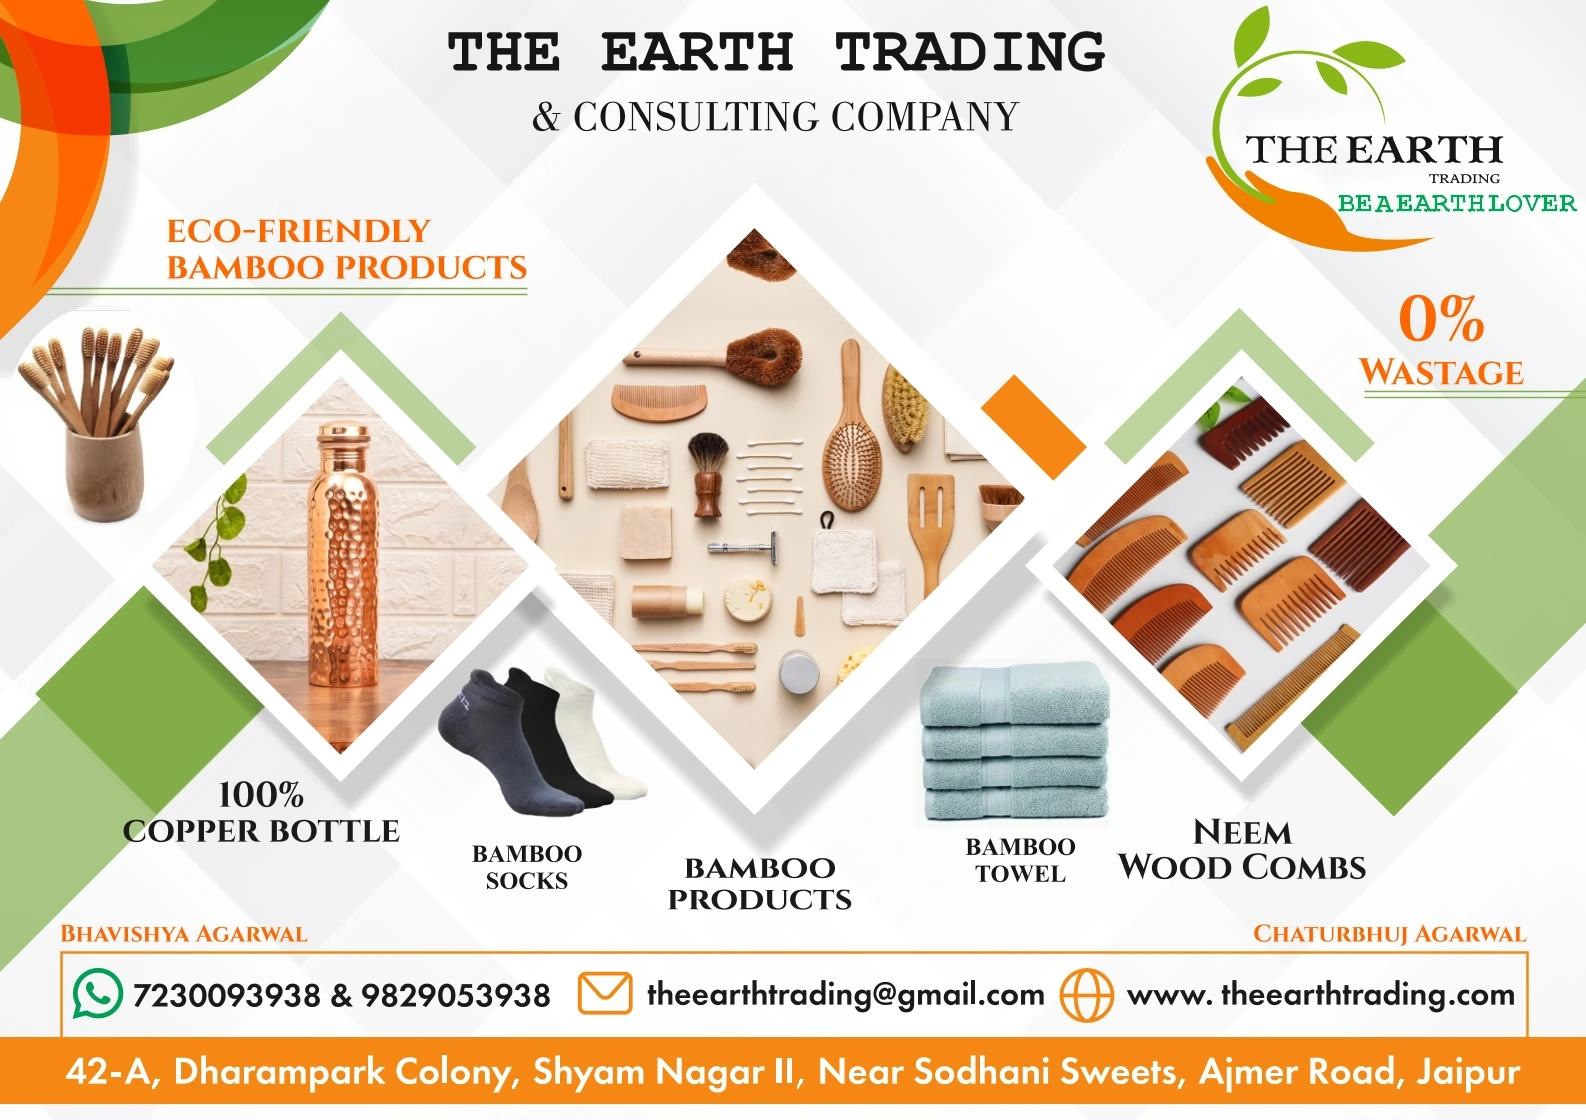 THE EARTH TRADING
& CONSULTING COMPANY
THE EARTH
TRADING
BE A EARTH LOVER
ECO-FRIENDLY
BAMBOO PRODUCTS
0%
WASTAGE
100%
COPPER BOTTLE
BAMBOO
SOCKS
BAMBOO
PRODUCTS
BAMBOO
TOWEL
NEEM
WOOD COMBS
BHAVISHYA AGARWAL
CHATURBHUJ AGARWAL
7230093938 & 9829053938
theearthtrading@gmail.com
www. theearthtrading.com
42-A, Dharampark Colony, Shyam Nagar II, Near Sodhani Sweets, Ajmer Road, Jaipur